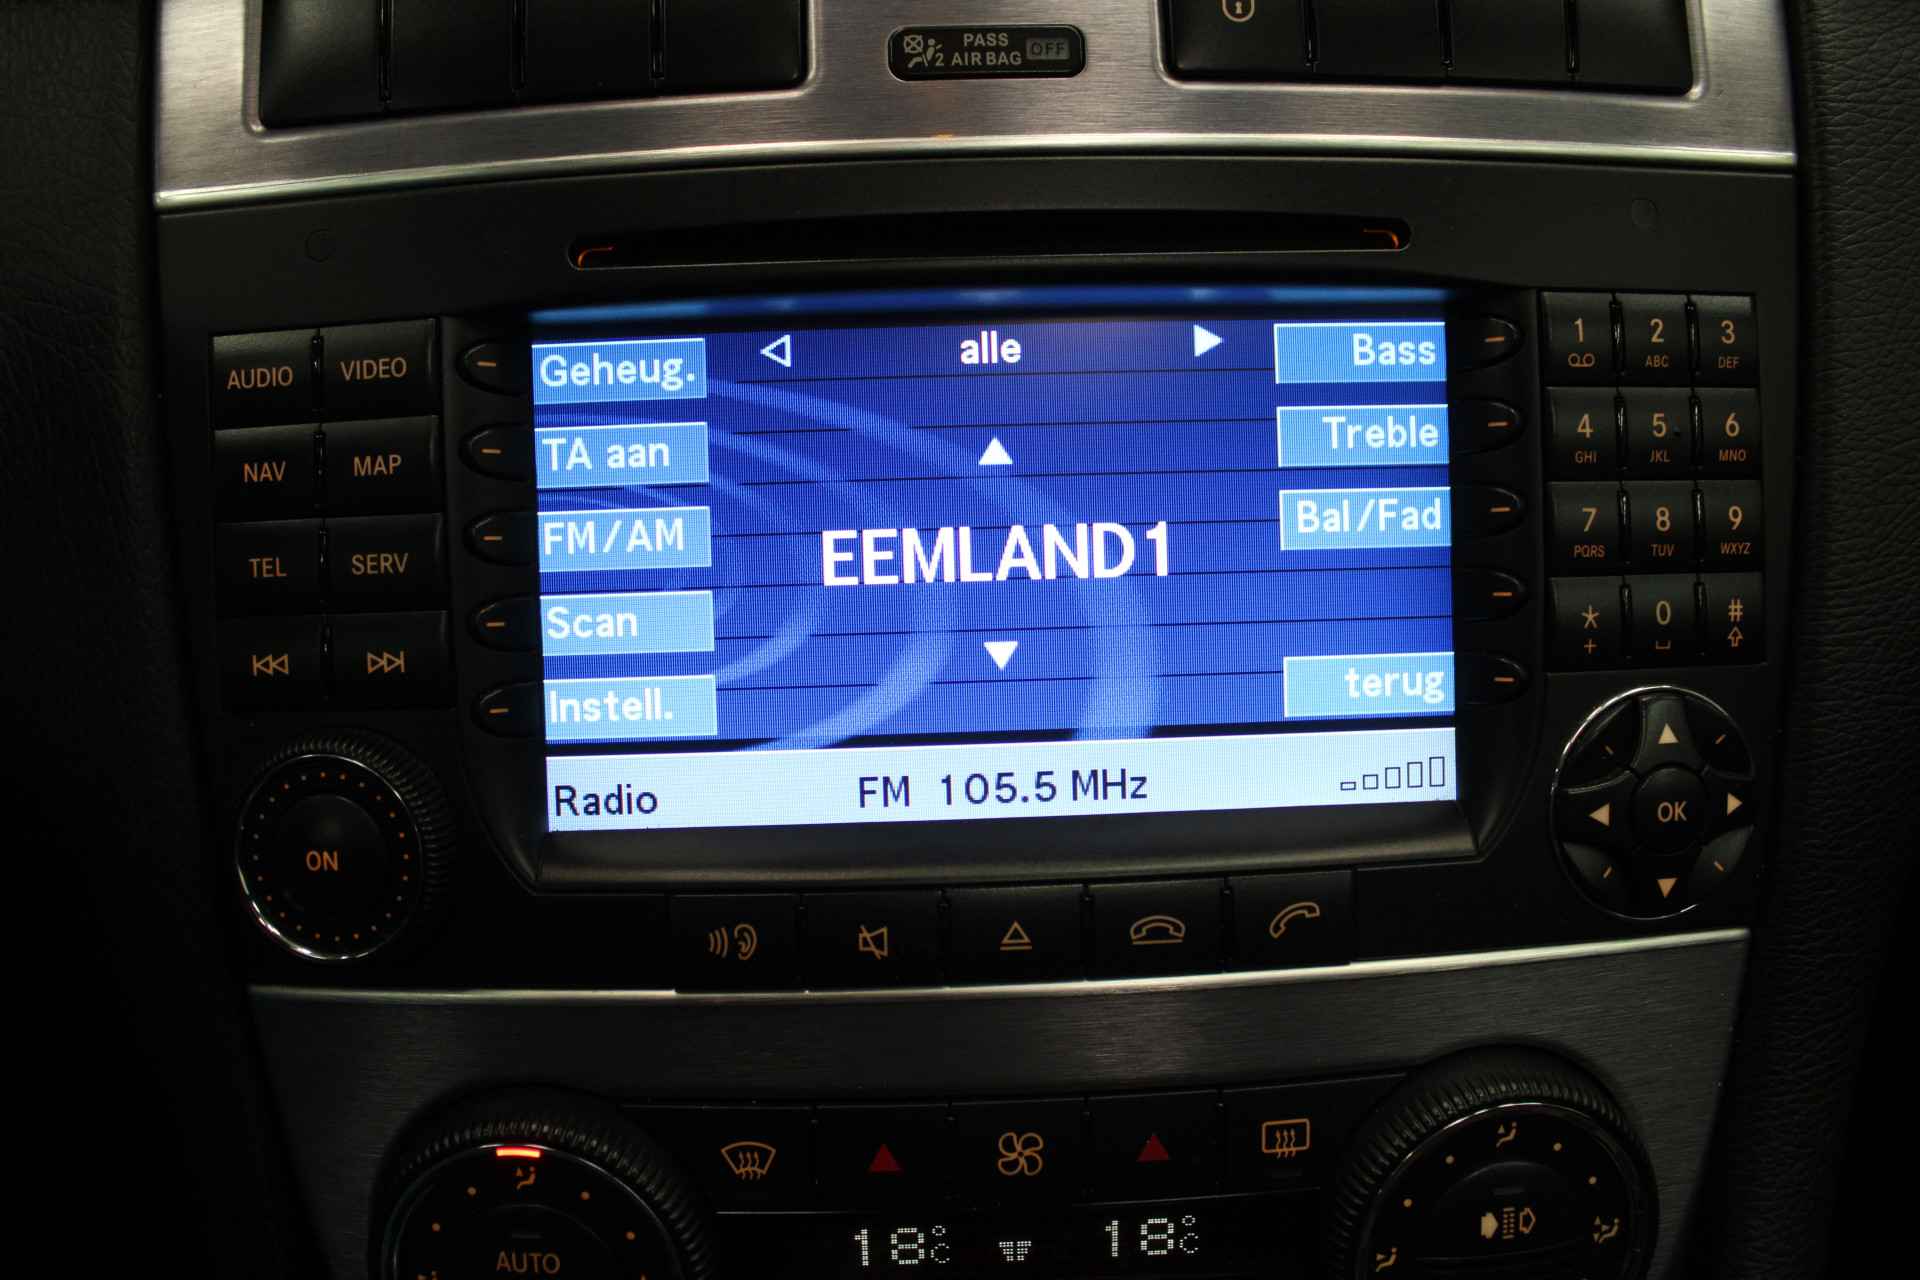 PASS
2 AIR BAG OFF
AUDIO VIDEO
NAV MAP
TEL SERV
ON
Geheug.
TA aan
FM/AM
Scan
Instell.
alle
EEMLAND1
Bass
Treble
Bal/Fad
terug
Radio FM 105.5 MHz
1 2 3
ABC DEF
4 5 6
GHI JKL MNO
7 8 9
PQRS TUV WXYZ
* 0 #
+
OK
18°C 18°C
AUTO